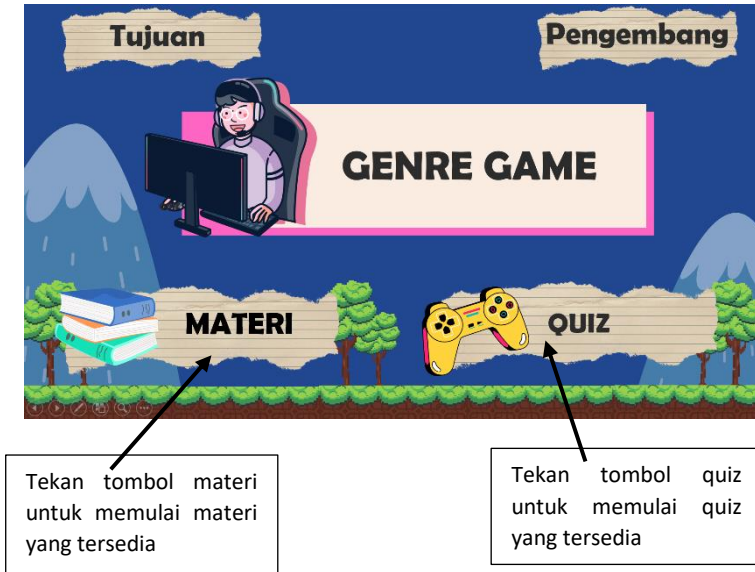 Tujuan
Pengembang
GENRE GAME
MATERI
QUIZ
Tekan tombol materi
untuk memulai materi
yang tersedia
Tekan tombol quiz
untuk memulai quiz
yang tersedia